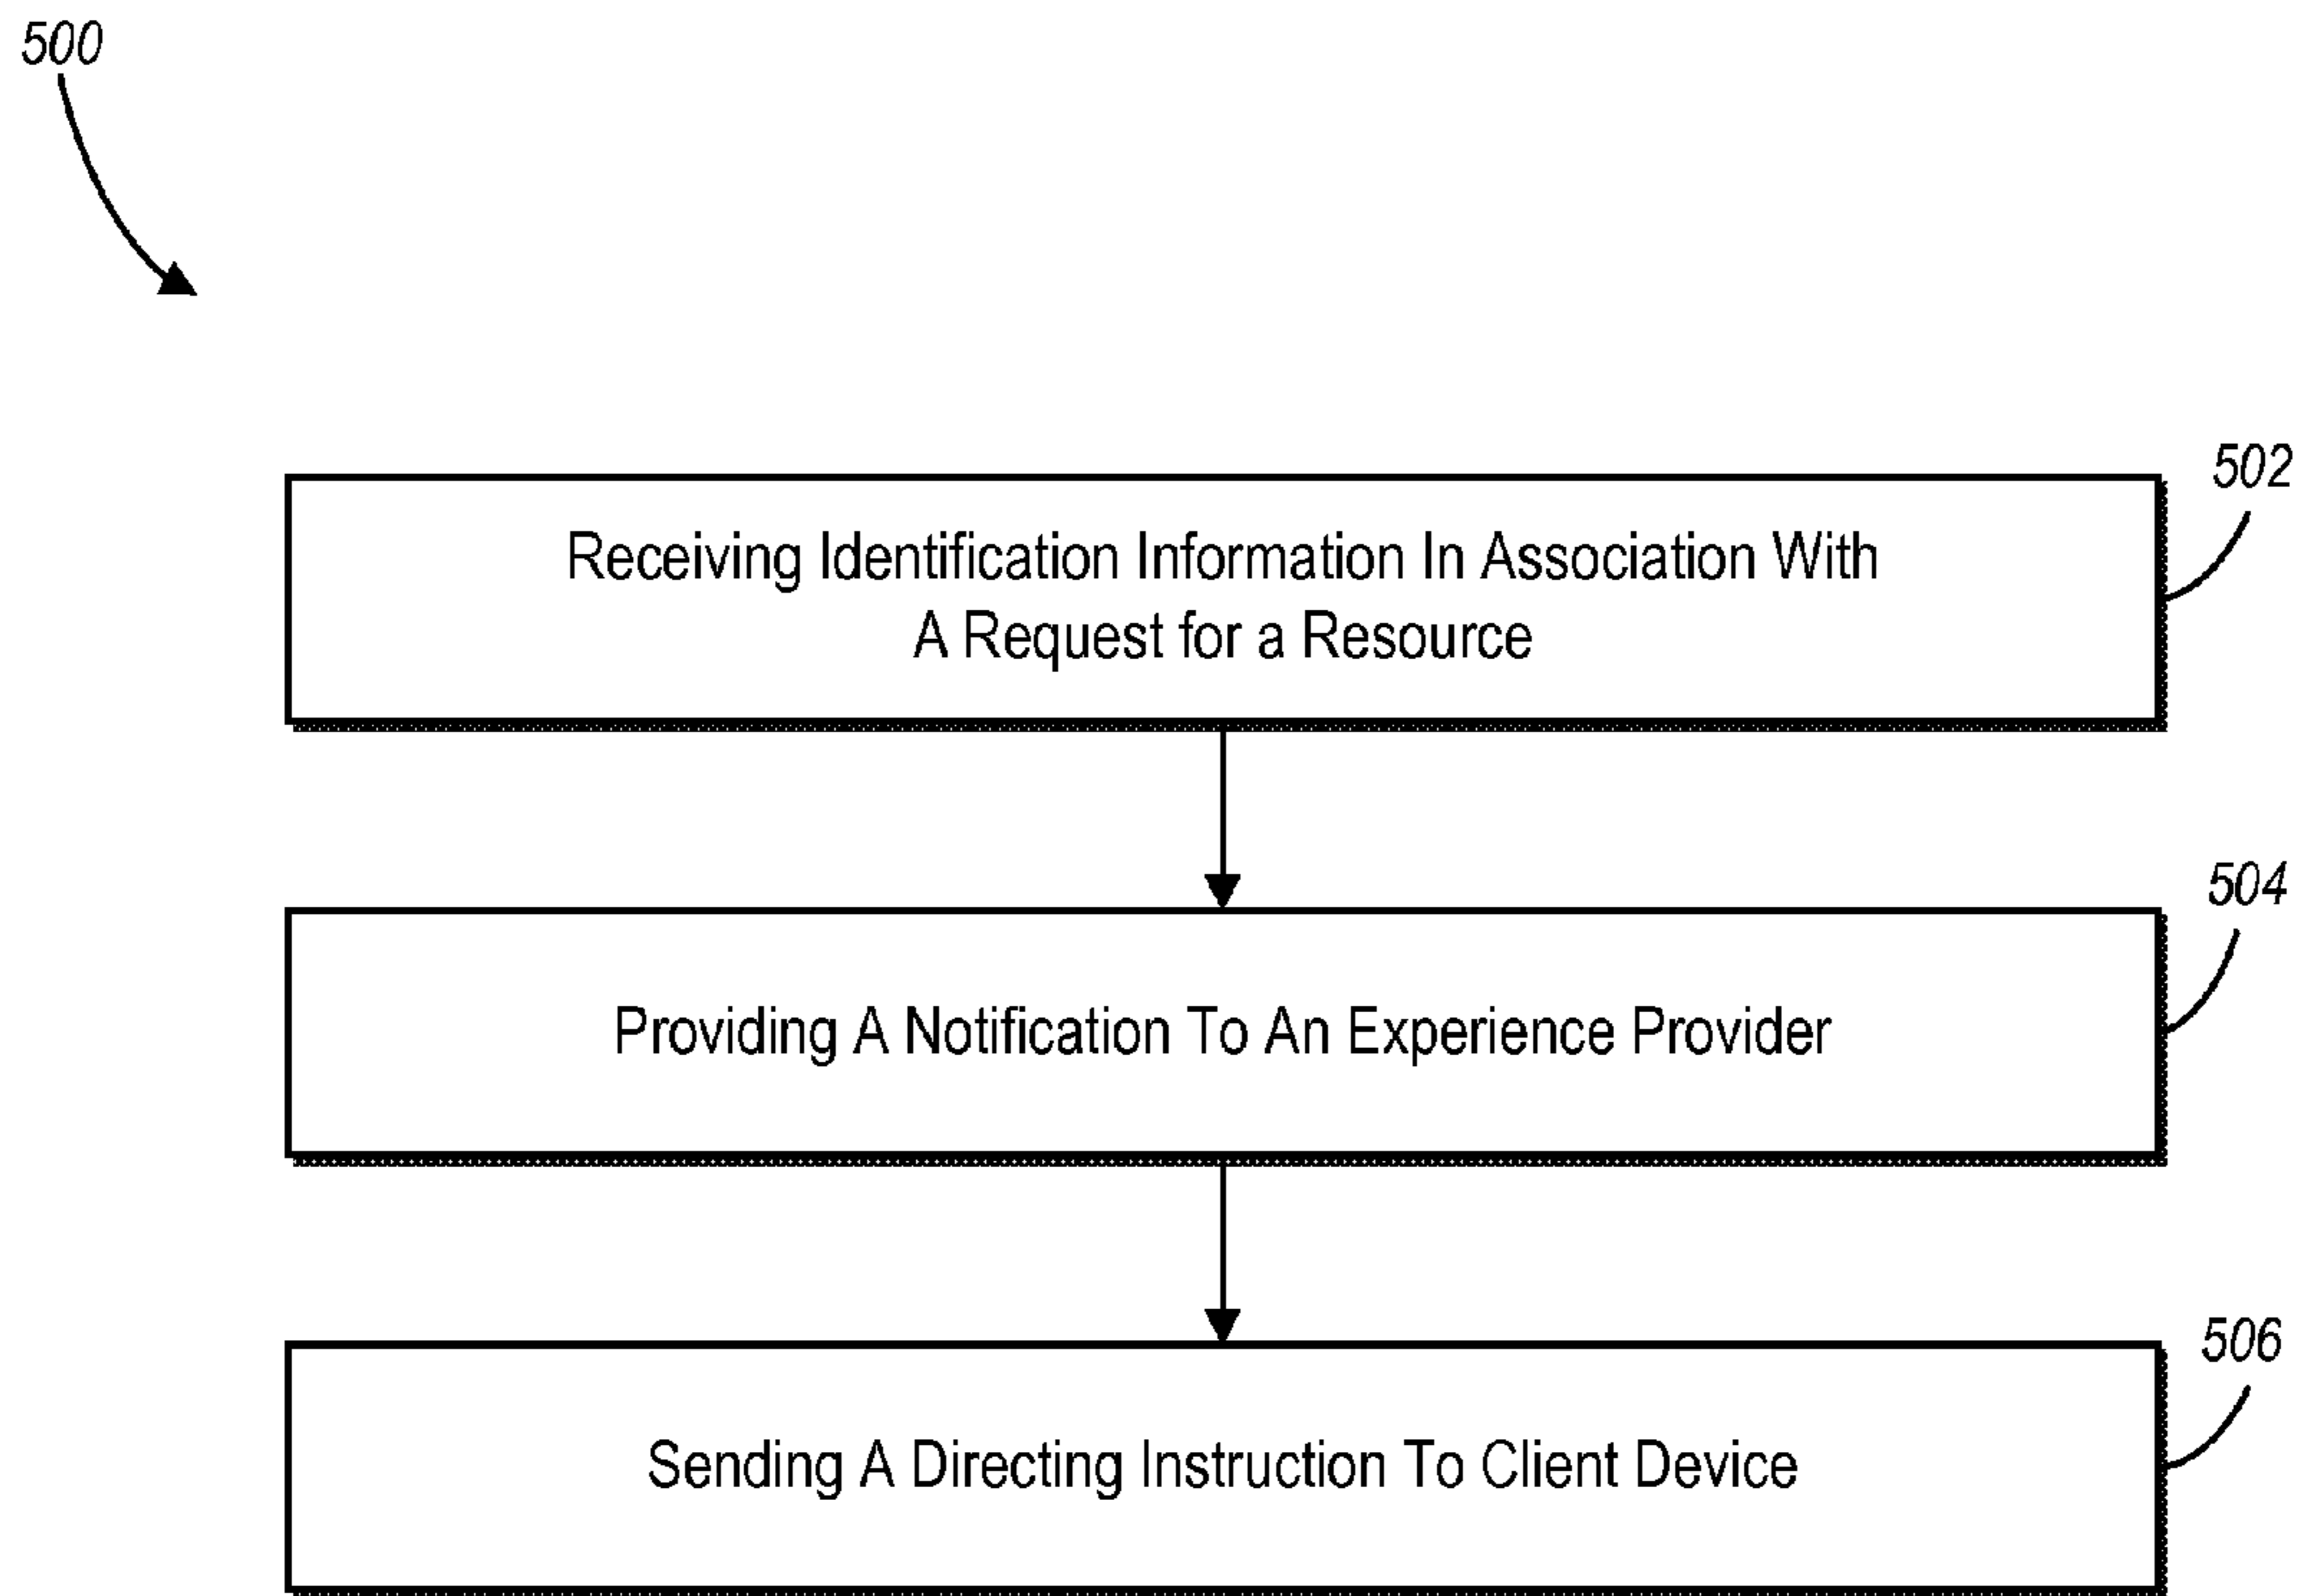 500
502
Receiving Identification Information In Association With
A Request for a Resource
504
Providing A Notification To An Experience Provider
506
Sending A Directing Instruction To Client Device